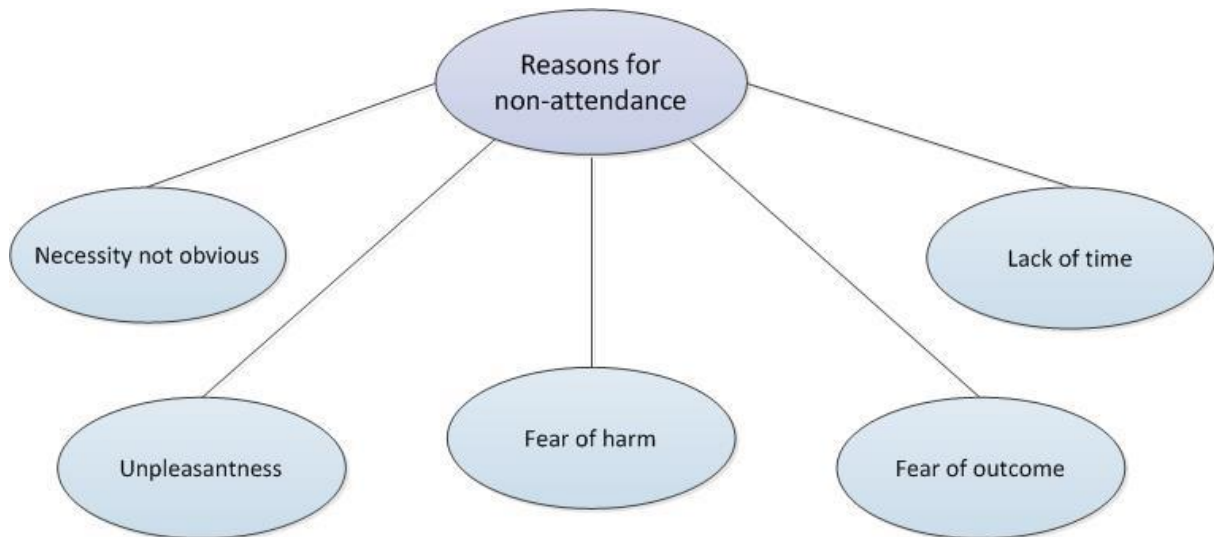 Reasons for
non-attendance
Necessity not obvious
Lack of time
Unpleasantness
Fear of harm
Fear of outcome